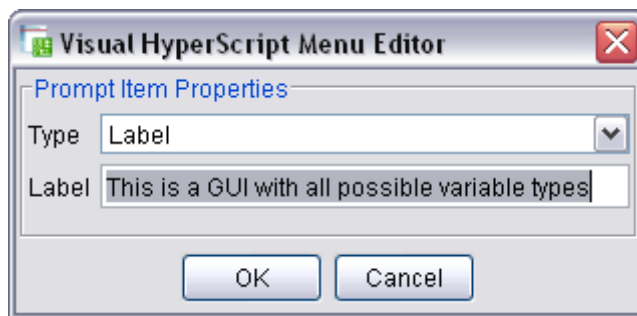 Visual HyperScript Menu Editor
Prompt Item Properties
Type Label
Label This is a GUI with all possible variable types
OK Cancel